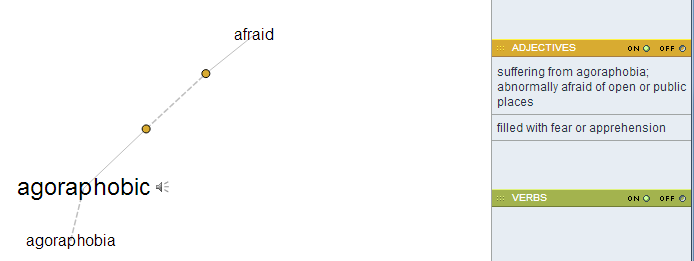 afraid
agoraphobic
agoraphobia
ADJECTIVES ON OFF
suffering from agoraphobia;
abnormally afraid of open or public
places
filled with fear or apprehension
VERBS ON OFF